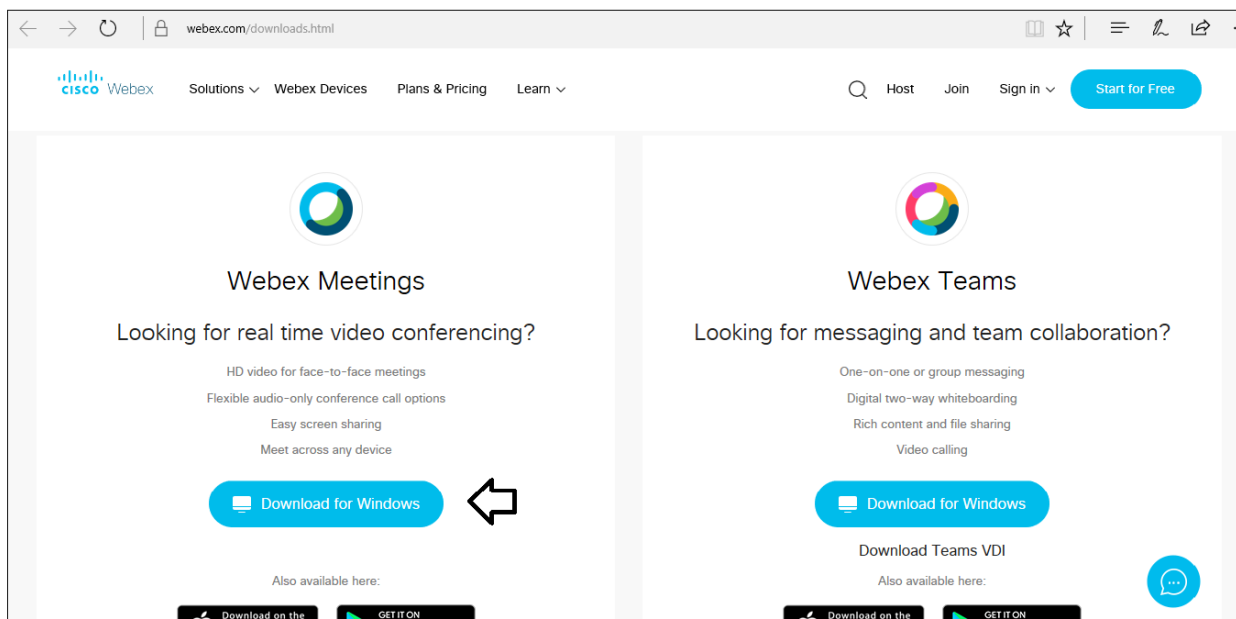 webex.com/downloads.html
CISCO Webex Solutions Webex Devices Plans & Pricing Learn Host Join Sign in Start for Free
Webex Meetings
Looking for real time video conferencing?
HD video for face-to-face meetings
Flexible audio-only conference call options
Easy screen sharing
Meet across any device
Download for Windows
Also available here:
Download on the
GET IT ON
Webex Teams
Looking for messaging and team collaboration?
One-on-one or group messaging
Digital two-way whiteboarding
Rich content and file sharing
Video calling
Download for Windows
Download Teams VDI
Also available here:
Download on the
GET IT ON